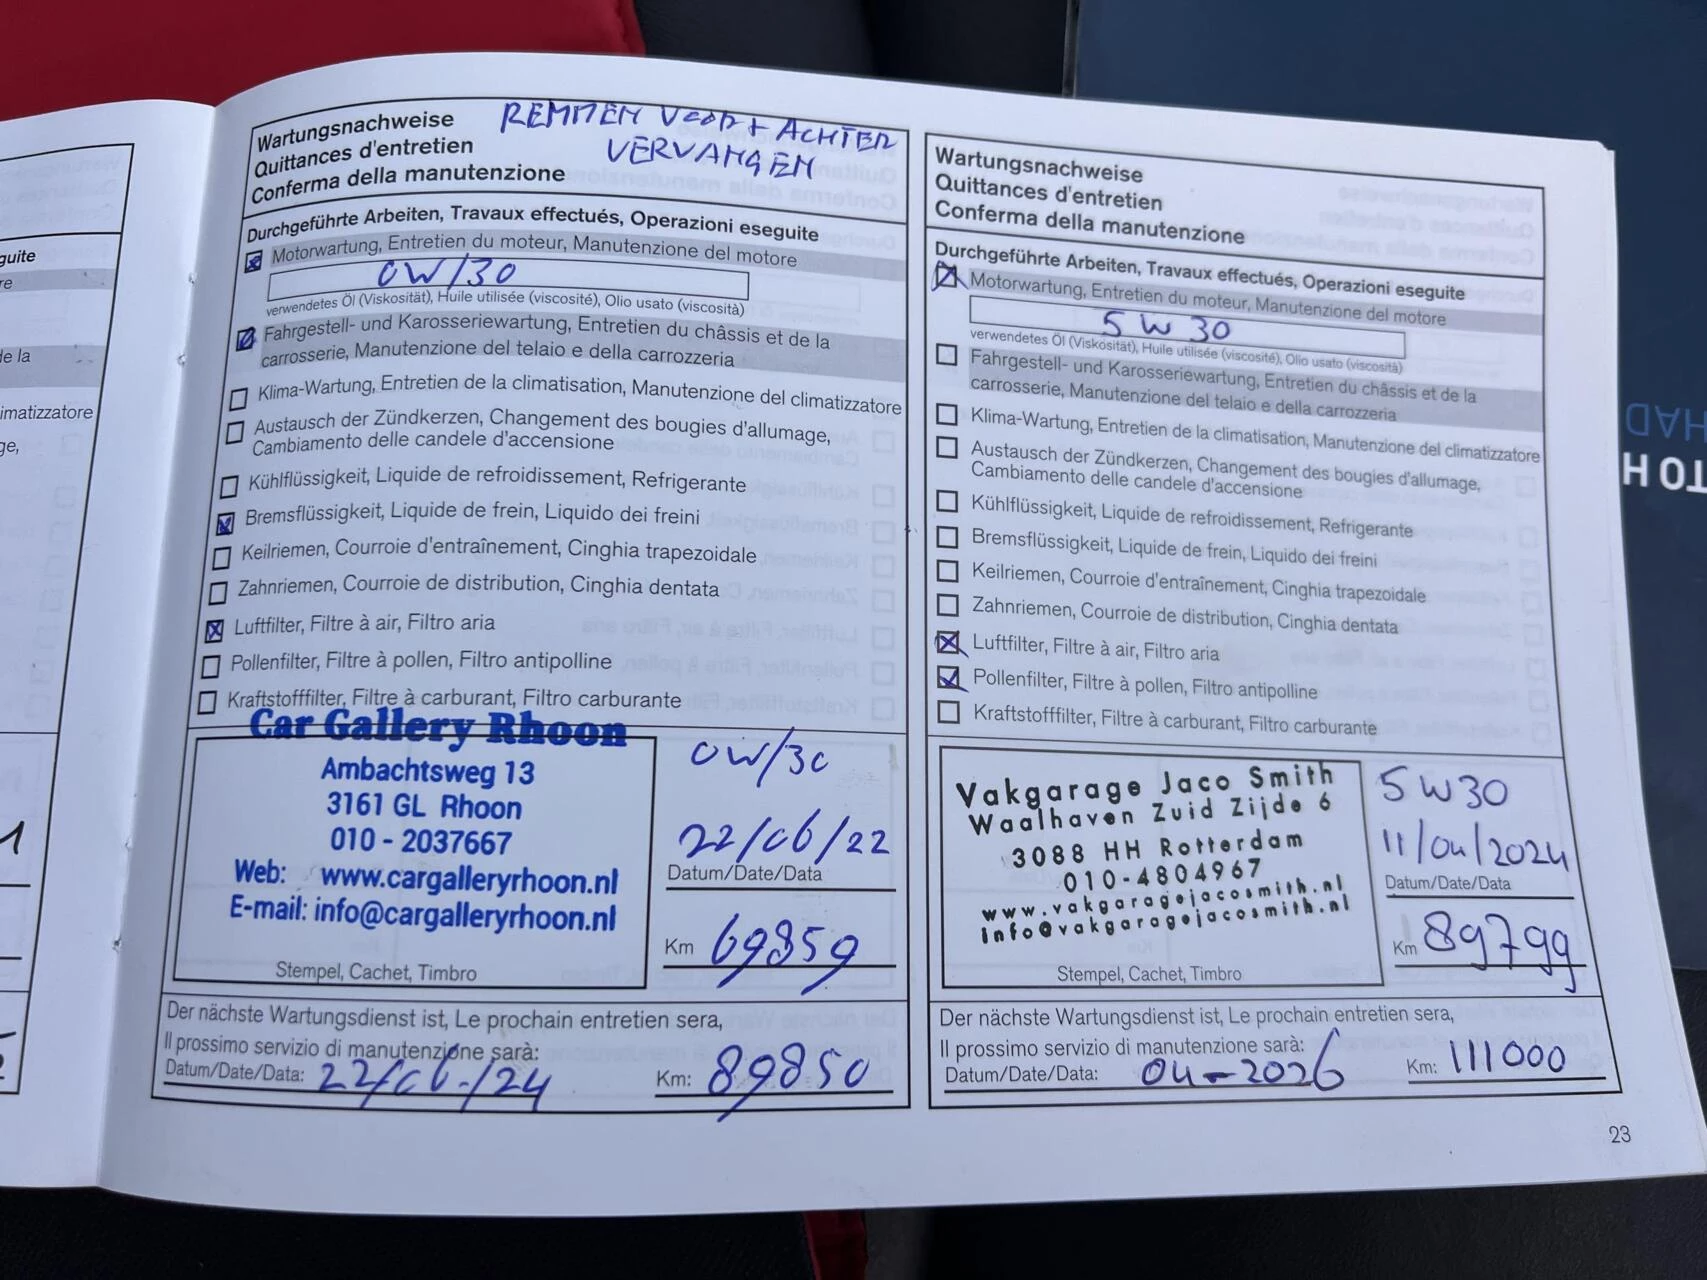 guite
re
de la
imatizzatore
ge,
1
REMMEN VOOR + ACHTER
VERVANGEN
Wartungsnachweise
Quittances d'entretien
Conferma della manutenzione
Durchgeführte Arbeiten, Travaux effectués, Operazioni eseguite
Motorwartung, Entretien du moteur, Manutenzione del motore
0W/30
verwendetes Öl (Viskosität), Huile utilisée (viscosité), Olio usato (viscosità)
Fahrgestell- und Karosseriewartung, Entretien du châssis et de la
carrosserie, Manutenzione del telaio e della carrozzeria
Klima-Wartung, Entretien de la climatisation, Manutenzione del climatizzatore
Austausch der Zündkerzen, Changement des bougies d'allumage,
Cambiamento delle candele d'accensione
Kühlflüssigkeit, Liquide de refroidissement, Refrigerante
Bremsflüssigkeit, Liquide de frein, Liquido dei freini
Keilriemen, Courroie d'entraînement, Cinghia trapezoidale
Zahnriemen, Courroie de distribution, Cinghia dentata
Luftfilter, Filtre à air, Filtro aria
Pollenfilter, Filtre à pollen, Filtro antipolline
Kraftstofffilter, Filtre à carburant, Filtro carburante
Car Gallery Rhoon
Ambachtsweg 13
3161 GL Rhoon
010 - 2037667
Web: www.cargalleryrhoon.nl
E-mail: info@cargalleryrhoon.nl
Stempel, Cachet, Timbro
0W/30
22/06/22
Datum/Date/Data
Km 69859
Der nächste Wartungsdienst ist, Le prochain entretien sera,
Il prossimo servizio di manutenzione sarà:
Datum/Date/Data: 22/06-/24 Km: 89850
Wartungsnachweise
Quittances d'entretien
Conferma della manutenzione
Durchgeführte Arbeiten, Travaux effectués, Operazioni eseguite
Motorwartung, Entretien du moteur, Manutenzione del motore
5W30
verwendetes Öl (Viskosität), Huile utilisée (viscosité), Olio usato (viscosità)
Fahrgestell- und Karosseriewartung, Entretien du châssis et de la
carrosserie, Manutenzione del telaio e della carrozzeria
Klima-Wartung, Entretien de la climatisation, Manutenzione del climatizzatore
Austausch der Zündkerzen, Changement des bougies d'allumage,
Cambiamento delle candele d'accensione
Kühlflüssigkeit, Liquide de refroidissement, Refrigerante
Bremsflüssigkeit, Liquide de frein, Liquido dei freini
Keilriemen, Courroie d'entraînement, Cinghia trapezoidale
Zahnriemen, Courroie de distribution, Cinghia dentata
Luftfilter, Filtre à air, Filtro aria
Pollenfilter, Filtre à pollen, Filtro antipolline
Kraftstofffilter, Filtre à carburant, Filtro carburante
Vakgarage Jaco Smith
Waalhaven Zuid Zijde 6
3088 HH Rotterdam
010-4804967
www.vakgaragejacosmith.nl
info@vakgaragejacosmith.nl
Stempel, Cachet, Timbro
5W30
11/04/2024
Datum/Date/Data
Km 89799
Der nächste Wartungsdienst ist, Le prochain entretien sera,
Il prossimo servizio di manutenzione sarà:
Datum/Date/Data: 04-2026 Km: 111000
23